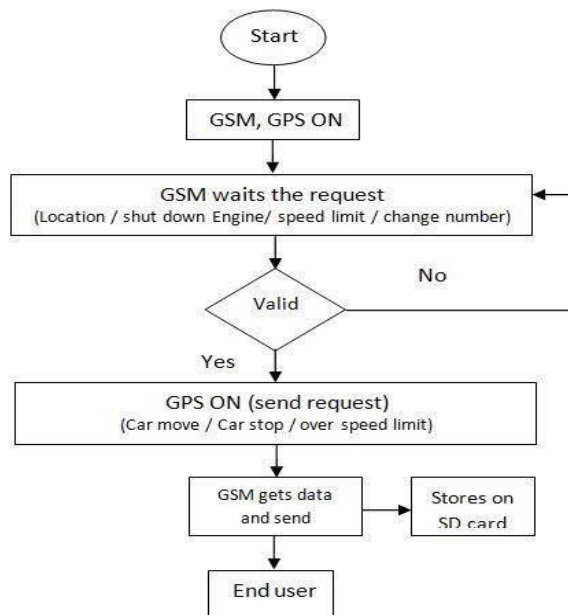 Start
GSM, GPS ON
GSM waits the request
(Location / shut down Engine/ speed limit / change number)
Valid
No
Yes
GPS ON (send request)
(Car move / Car stop / over speed limit)
GSM gets data
and send
Stores on
SD card
End user